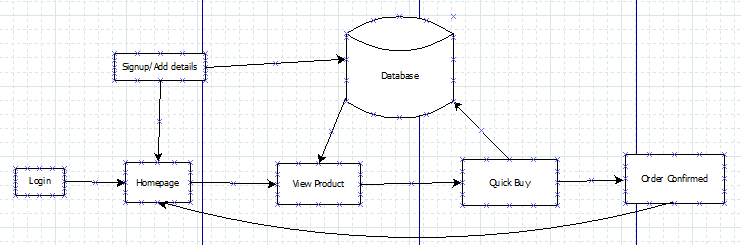 Signup/Add details
Database
Login
Homepage
View Product
Quick Buy
Order Confirmed